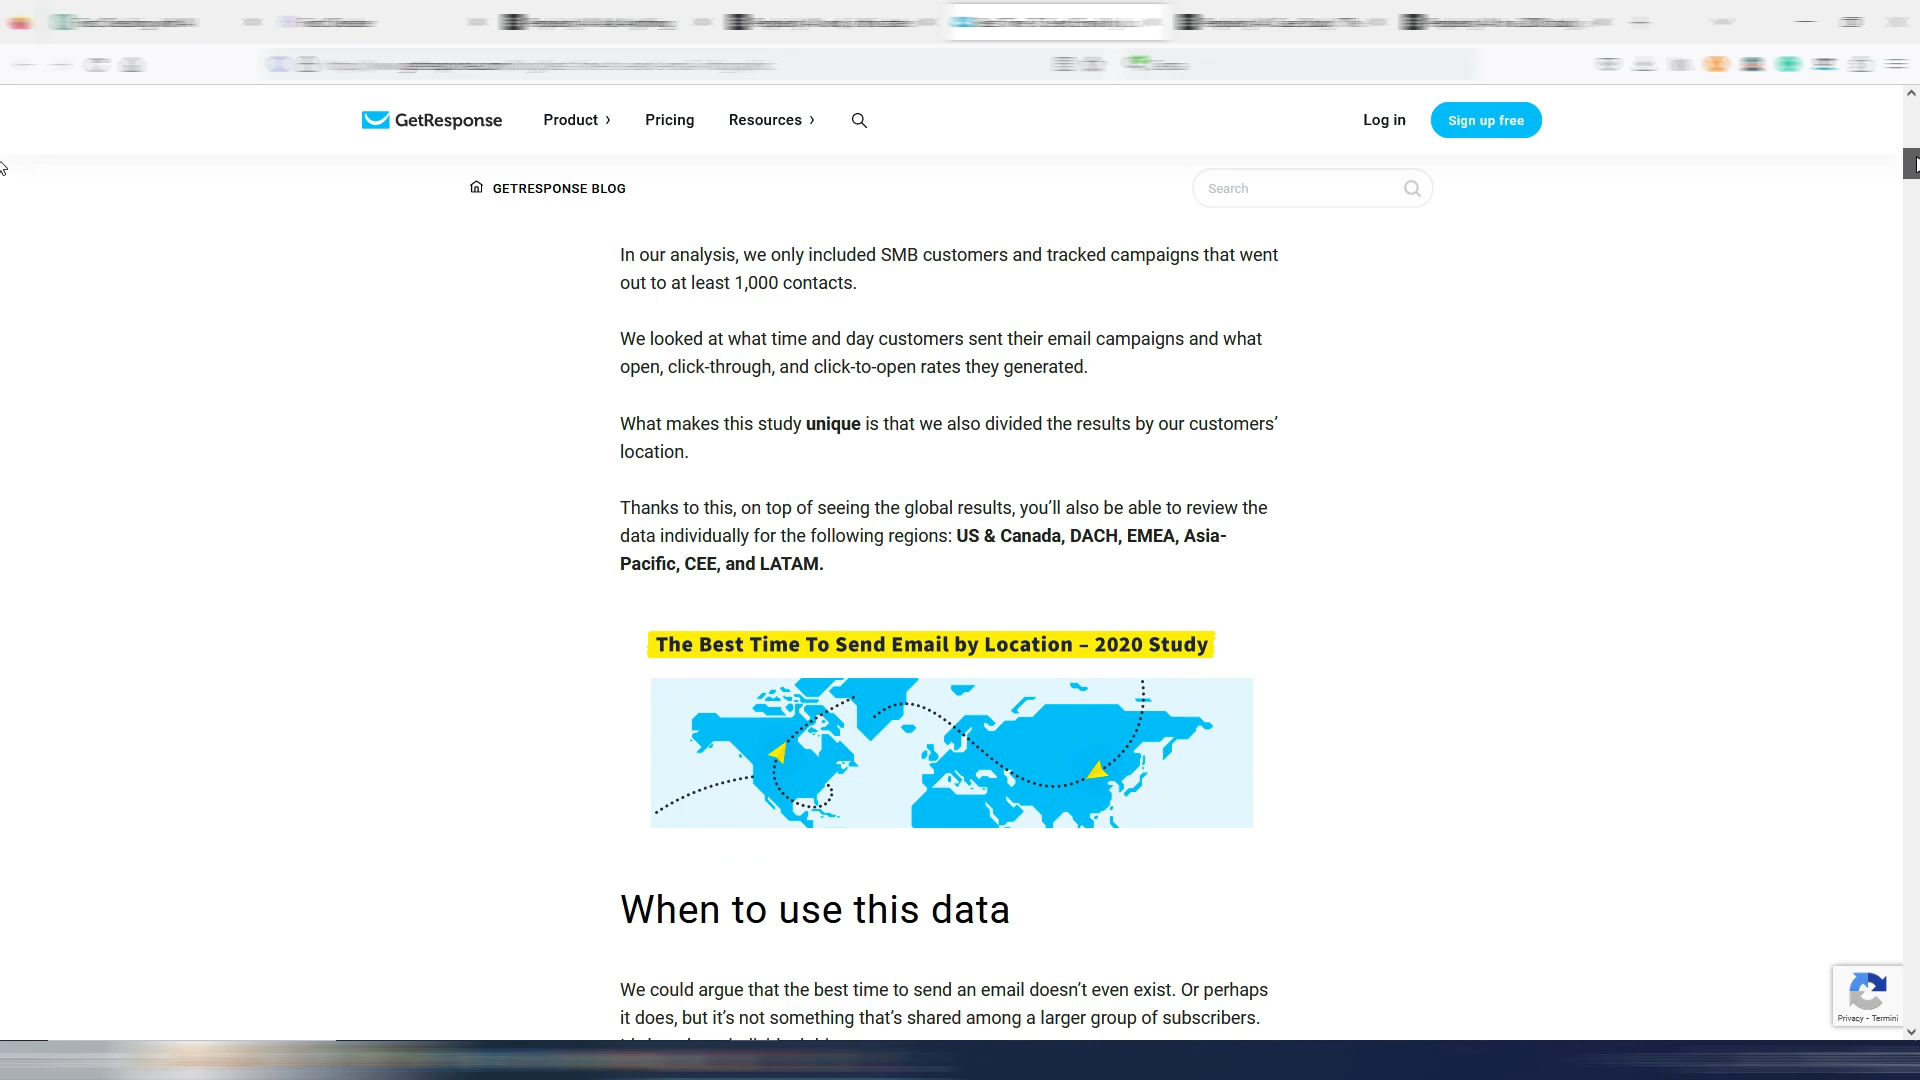 GetResponse
Product ›
Pricing
Resources ›
Log in
Sign up free
GETRESPONSE BLOG
Search
In our analysis, we only included SMB customers and tracked campaigns that went
out to at least 1,000 contacts.
We looked at what time and day customers sent their email campaigns and what
open, click-through, and click-to-open rates they generated.
What makes this study unique is that we also divided the results by our customers’
location.
Thanks to this, on top of seeing the global results, you’ll also be able to review the
data individually for the following regions: US & Canada, DACH, EMEA, Asia-
Pacific, CEE, and LATAM.
The Best Time To Send Email by Location – 2020 Study
When to use this data
We could argue that the best time to send an email doesn’t even exist. Or perhaps
it does, but it’s not something that’s shared among a larger group of subscribers.
Privacy - Termini